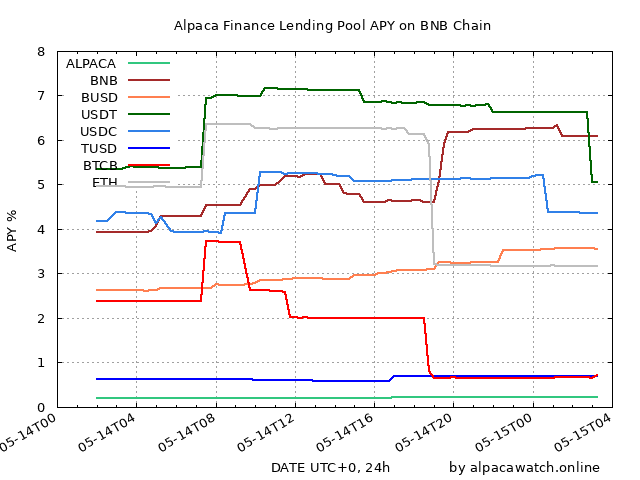 Alpaca Finance Lending Pool APY on BNB Chain
8
7
6
5
4
3
2
1
0
APY %
ALPACA
BNB
BUSD
USDT
USDC
TUSD
BTCB
ETH
05-14T00
05-14T04
05-14T08
05-14T12
05-14T16
05-14T20
05-15T00
05-15T04
DATE UTC+0, 24h
by alpacawatch.online